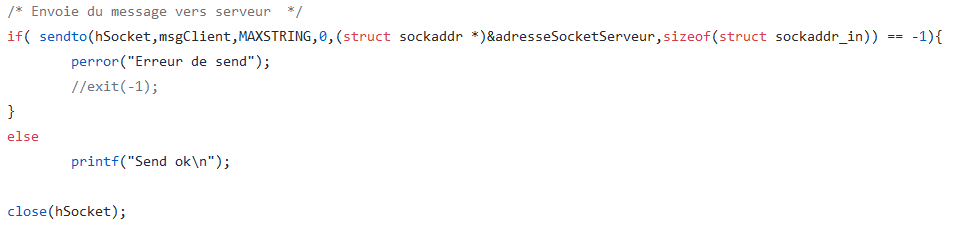 /* Envoie du message vers serveur  */
if( sendto(hSocket,msgClient,MAXSTRING,0,(struct sockaddr *)&adresseSocketServeur,sizeof(struct sockaddr_in)) == -1){
        perror("Erreur de send");
        //exit(-1);
}
else
        printf("Send ok\n");
close(hSocket);